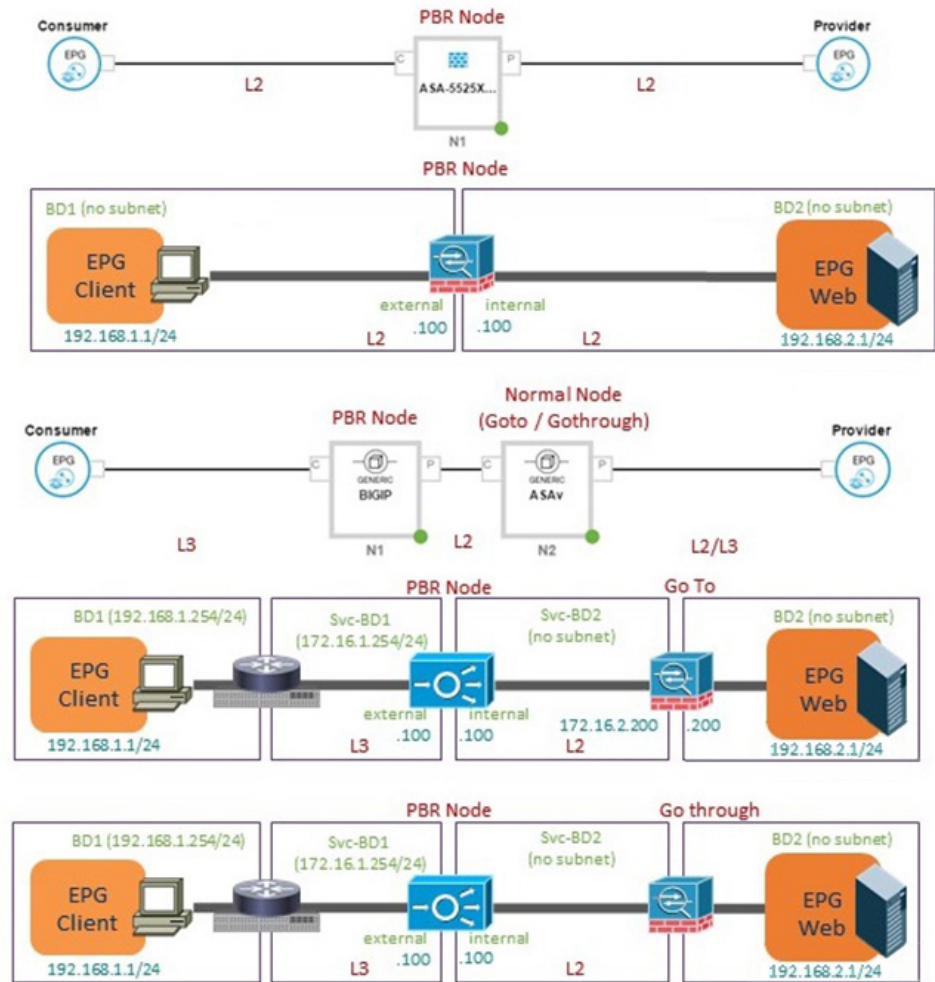 PBR Node
Consumer
Provider
EPG
C
P
EPG
ASA-5525X...
L2
L2
N1
PBR Node
BD1 (no subnet)
BD2 (no subnet)
EPG
Client
EPG
Web
external
internal
192.168.1.1/24
L2
.100
.100
L2
192.168.2.1/24
Normal Node
(Goto / Gothrough)
PBR Node
Consumer
Provider
EPG
C
GENERIC
BIGIP
P
C
GENERIC
ASAv
P
EPG
L3
N1
L2
N2
L2/L3
PBR Node
Go To
BD1 (192.168.1.254/24)
Svc-BD1
(172.16.1.254/24)
Svc-BD2
(no subnet)
BD2 (no subnet)
EPG
Client
EPG
Web
external
internal
192.168.1.1/24
L3
.100
.100
L2
172.16.2.200
.200
192.168.2.1/24
PBR Node
Go through
BD1 (192.168.1.254/24)
Svc-BD1
(172.16.1.254/24)
Svc-BD2
(no subnet)
BD2 (no subnet)
EPG
Client
EPG
Web
external
internal
192.168.1.1/24
L3
.100
.100
L2
192.168.2.1/24